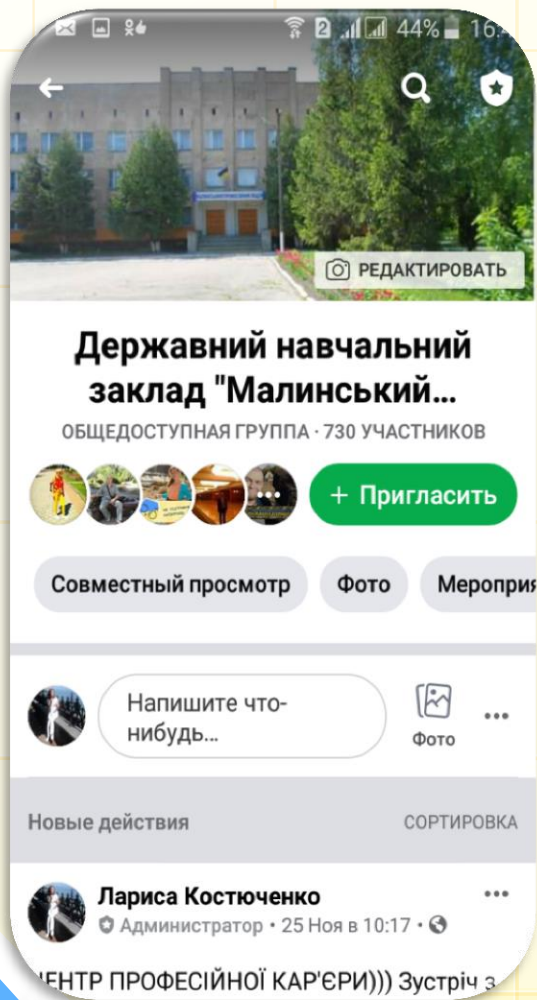 44%
РЕДАКТИРОВАТЬ
Державний навчальний
заклад "Малинський...
ОБЩЕДОСТУПНАЯ ГРУППА · 730 УЧАСТНИКОВ
+ Пригласить
Совместный просмотр
Фото
Мероприя
Напишите что-
нибудь...
Фото
Новые действия
СОРТИРОВКА
Лариса Костюченко
Администратор • 25 Ноя в 10:17 •
ЦЕНТР ПРОФЕСІЙНОЇ КАР'ЄРИ))) Зустріч з